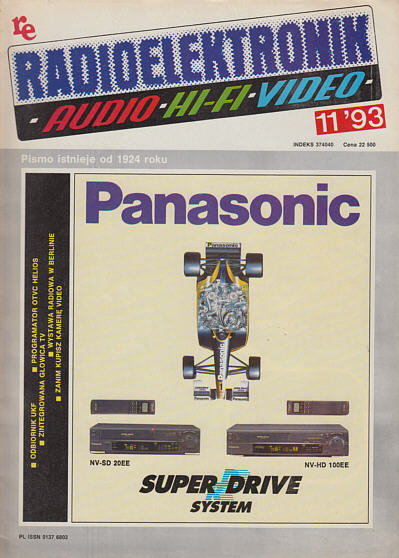 re
RADIOELEKTRONIK
- AUDIO - HI-FI - VIDEO -
11 '93
INDEKS 374040 Cena 22 500
Pismo istnieje od 1924 roku
Panasonic
■ ODBIORNIK UKF
■ PROGRAMATOR OTVC HELIOS
■ ZINTEGROWANA GŁOWICA TV
■ WYSTAWA RADIOWA W BERLINIE
■ ZANIM KUPISZ KAMERĘ VIDEO
Panasonic
Panasonic
NV-SD 20EE
NV-HD 100EE
SUPER DRIVE
SYSTEM
PL ISSN 0137 6802